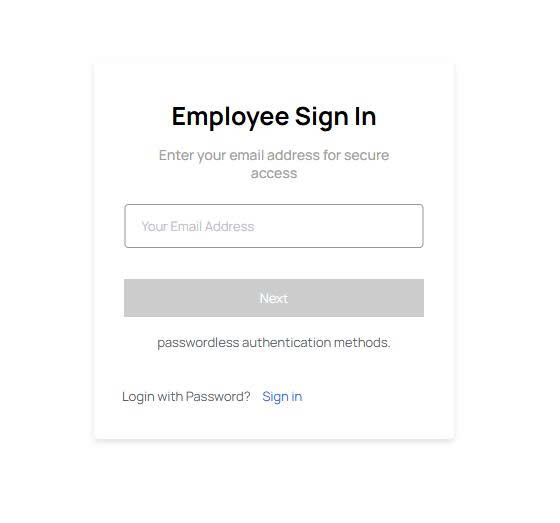 Employee Sign In
Enter your email address for secure
access
Your Email Address
Next
passwordless authentication methods.
Login with Password? Sign in